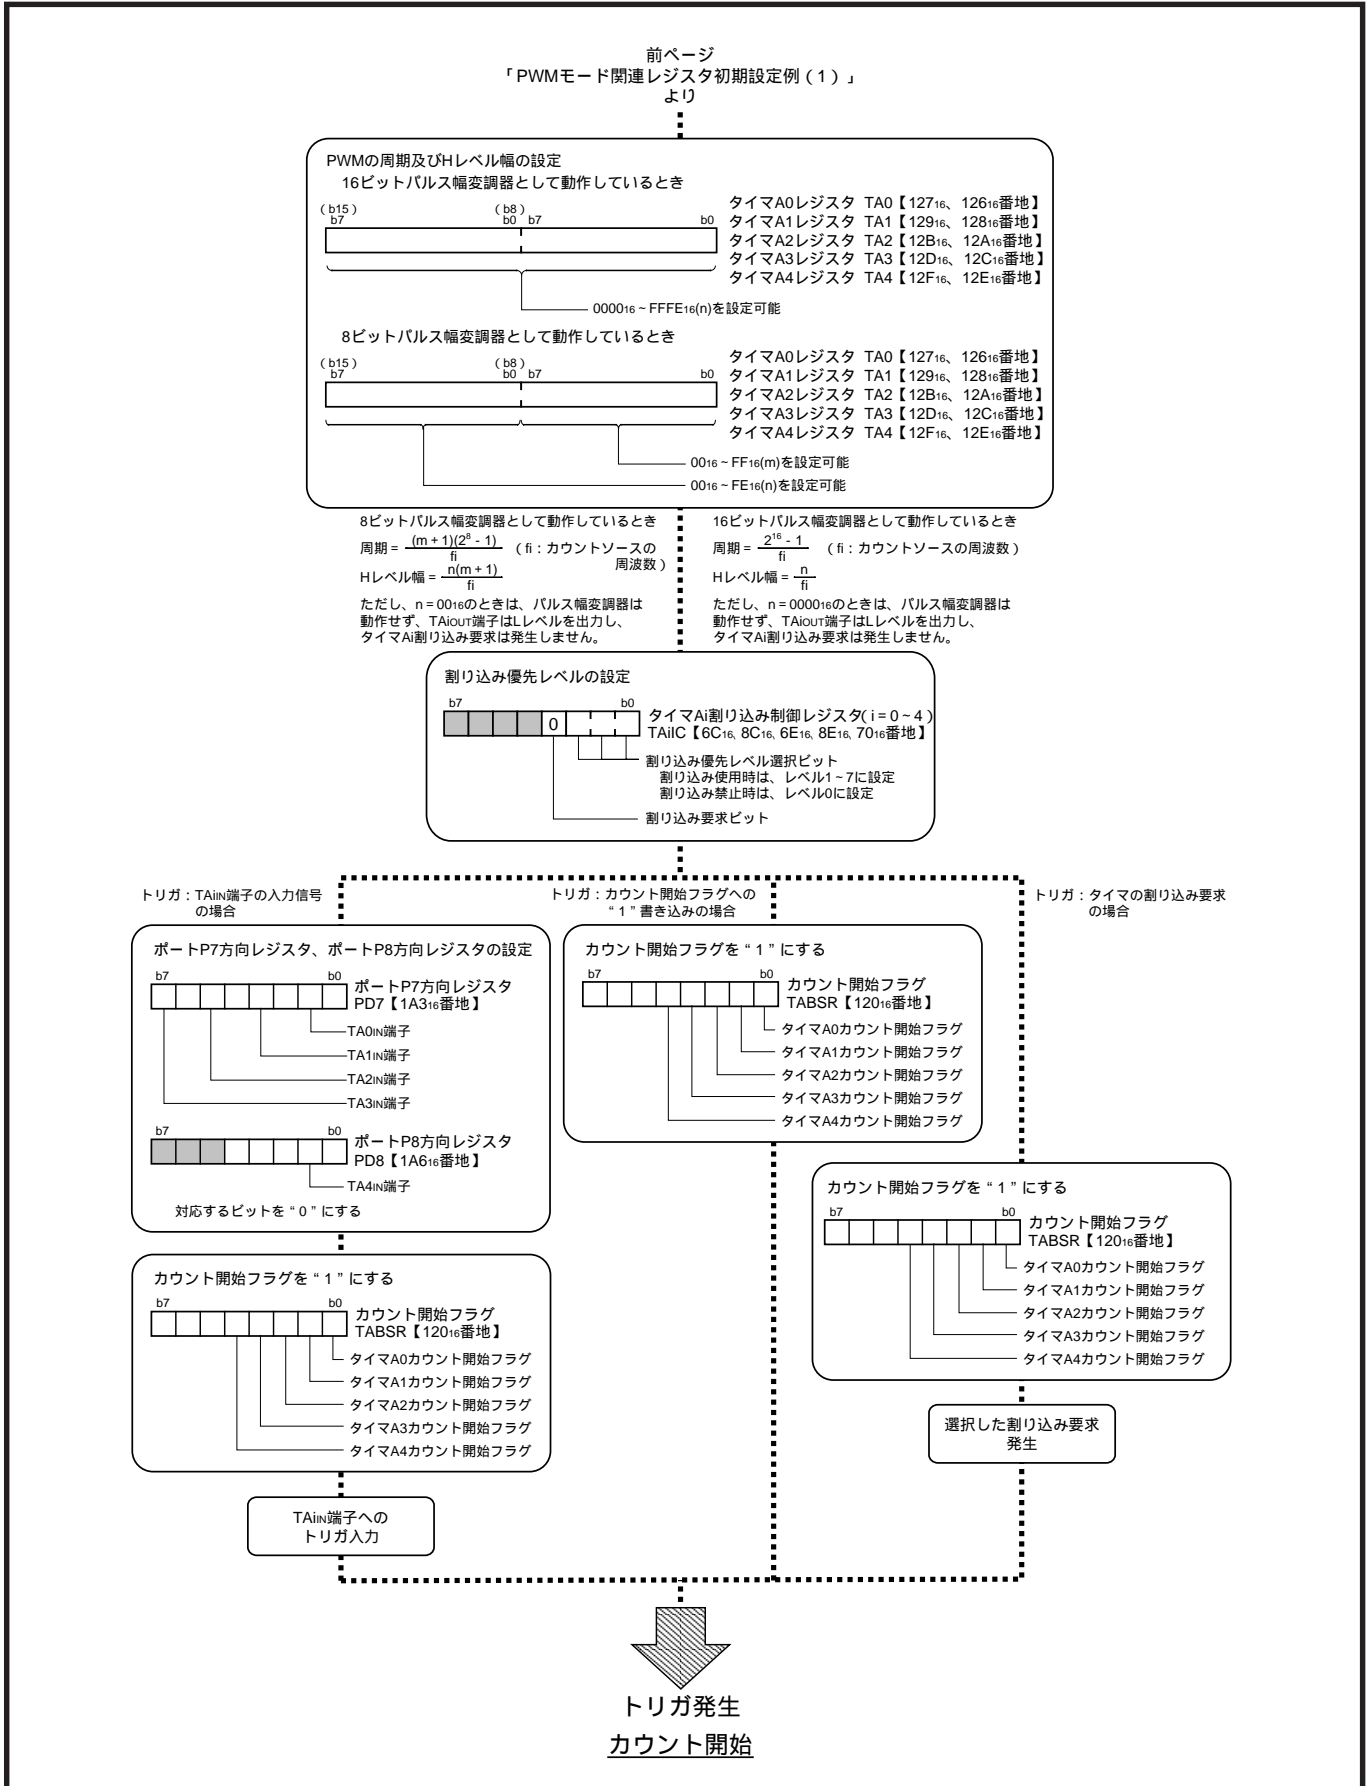 前ページ
「PWMモード関連レジスタ初期設定例(1)」
より
PWMの周期及びHレベル幅の設定
16ビットパルス幅変調器として動作しているとき
(b15) (b8)
b7 b0 b7 b0
タイマA0レジスタ TA0【12716、12616番地】
タイマA1レジスタ TA1【12916、12816番地】
タイマA2レジスタ TA2【12B16、12A16番地】
タイマA3レジスタ TA3【12D16、12C16番地】
タイマA4レジスタ TA4【12F16、12E16番地】
000016 ~ FFFE16(n)を設定可能
8ビットパルス幅変調器として動作しているとき
(b15) (b8)
b7 b0 b7 b0
タイマA0レジスタ TA0【12716、12616番地】
タイマA1レジスタ TA1【12916、12816番地】
タイマA2レジスタ TA2【12B16、12A16番地】
タイマA3レジスタ TA3【12D16、12C16番地】
タイマA4レジスタ TA4【12F16、12E16番地】
0016 ~ FF16(m)を設定可能
0016 ~ FE16(n)を設定可能
8ビットパルス幅変調器として動作しているとき
周期 = (m + 1)(2^8 - 1) / fi (fi:カウントソースの
周波数)
Hレベル幅 = n(m + 1) / fi
ただし、n = 0016のときは、パルス幅変調器は
動作せず、TAiOUT端子はLレベルを出力し、
タイマAi割り込み要求は発生しません。
16ビットパルス幅変調器として動作しているとき
周期 = 2^16 - 1 / fi (fi:カウントソースの周波数)
Hレベル幅 = n / fi
ただし、n = 000016のときは、パルス幅変調器は
動作せず、TAiOUT端子はLレベルを出力し、
タイマAi割り込み要求は発生しません。
割り込み優先レベルの設定
b7 b0
0
タイマAi割り込み制御レジスタ(i = 0 ~ 4)
TAiIC【6C16、8C16、6E16、8E16、7016番地】
割り込み優先レベル選択ビット
割り込み使用時は、レベル1 ~ 7に設定
割り込み禁止時は、レベル0に設定
割り込み要求ビット
トリガ:TAiIN端子の入力信号
の場合
ポートP7方向レジスタ、ポートP8方向レジスタの設定
b7 b0
ポートP7方向レジスタ
PD7【1A316番地】
TA0IN端子
TA1IN端子
TA2IN端子
TA3IN端子
b7 b0
ポートP8方向レジスタ
PD8【1A616番地】
TA4IN端子
対応するビットを“0”にする
カウント開始フラグを“1”にする
b7 b0
カウント開始フラグ
TABSR【12016番地】
タイマA0カウント開始フラグ
タイマA1カウント開始フラグ
タイマA2カウント開始フラグ
タイマA3カウント開始フラグ
タイマA4カウント開始フラグ
TAiIN端子への
トリガ入力
トリガ:カウント開始フラグへの
“1”書き込みの場合
カウント開始フラグを“1”にする
b7 b0
カウント開始フラグ
TABSR【12016番地】
タイマA0カウント開始フラグ
タイマA1カウント開始フラグ
タイマA2カウント開始フラグ
タイマA3カウント開始フラグ
タイマA4カウント開始フラグ
トリガ:タイマの割り込み要求
の場合
カウント開始フラグを“1”にする
b7 b0
カウント開始フラグ
TABSR【12016番地】
タイマA0カウント開始フラグ
タイマA1カウント開始フラグ
タイマA2カウント開始フラグ
タイマA3カウント開始フラグ
タイマA4カウント開始フラグ
選択した割り込み要求
発生
トリガ発生
カウント開始